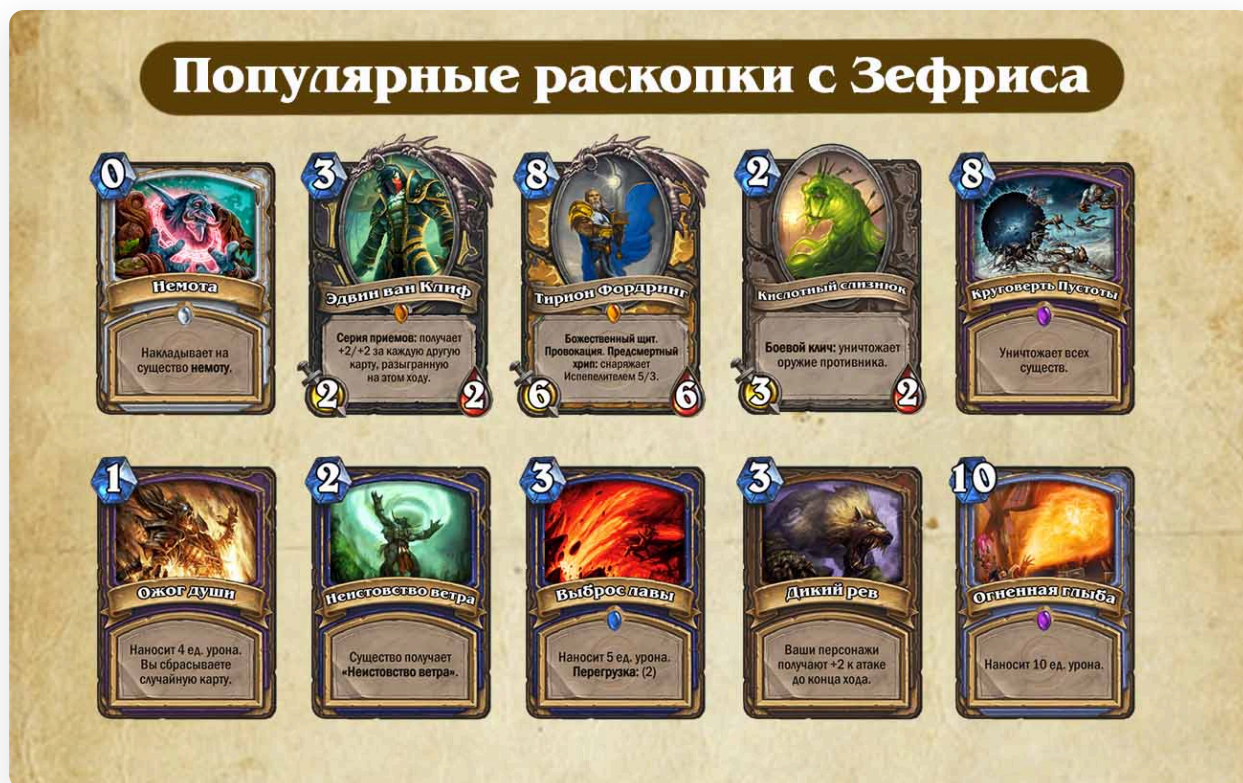 Популярные раскопки с Зефриса
0
Немота
Накладывает на
существо немоту.
3
Эдвин ван Клиф
Серия приемов: получает
+2/+2 за каждую другую
карту, разыгранную
на этом ходу.
2
2
8
Тирион Фордринг
Божественный щит.
Провокация. Предсмертный
хрип: снаряжает
Испепелителем 5/3.
6
6
2
Кислотный слизнюк
Боевой клич: уничтожает
оружие противника.
3
2
8
Круговерть Пустоты
Уничтожает всех
существ.
1
Ожог души
Наносит 4 ед. урона.
Вы сбрасываете
случайную карту.
2
Неистовство ветра
Существо получает
«Неистовство ветра».
3
Выброс лавы
Наносит 5 ед. урона.
Перегрузка: (2)
3
Дикий рев
Ваши персонажи
получают +2 к атаке
до конца хода.
10
Огненная глыба
Наносит 10 ед. урона.